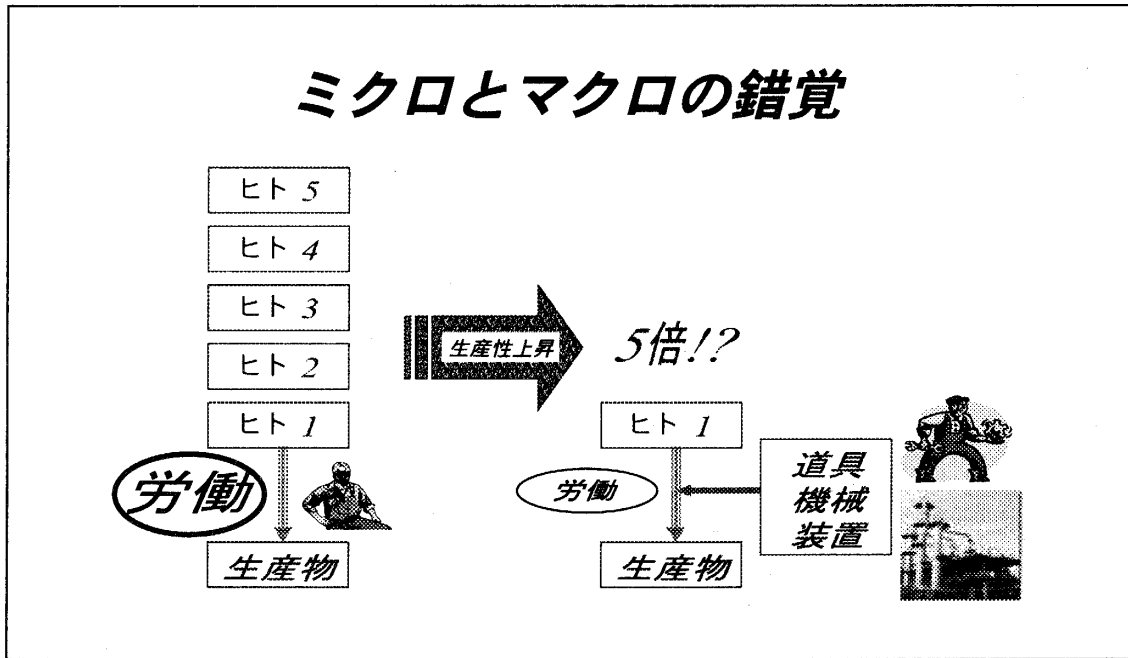 ミクロとマクロの錯覚
ヒト 5
ヒト 4
ヒト 3
ヒト 2
ヒト 1
労働
生産物
生産性上昇
5倍!?
ヒト 1
労働
生産物
道具
機械
装置